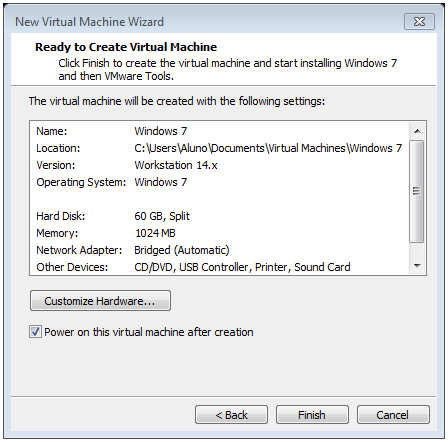 New Virtual Machine Wizard
Ready to Create Virtual Machine
Click Finish to create the virtual machine and start installing Windows 7
and then VMware Tools.
The virtual machine will be created with the following settings:
Name: Windows 7
Location: C:\Users\Aluno\Documents\Virtual Machines\Windows 7
Version: Workstation 14.x
Operating System: Windows 7
Hard Disk: 60 GB, Split
Memory: 1024 MB
Network Adapter: Bridged (Automatic)
Other Devices: CD/DVD, USB Controller, Printer, Sound Card
Customize Hardware...
Power on this virtual machine after creation
< Back Finish Cancel